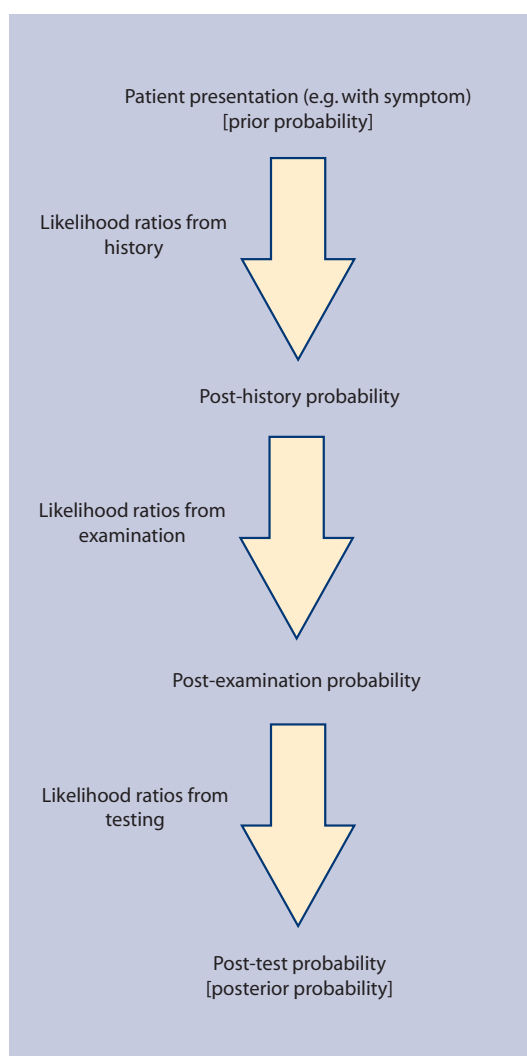 Patient presentation (e.g. with symptom)
[prior probability]
Likelihood ratios from
history
Post-history probability
Likelihood ratios from
examination
Post-examination probability
Likelihood ratios from
testing
Post-test probability
[posterior probability]